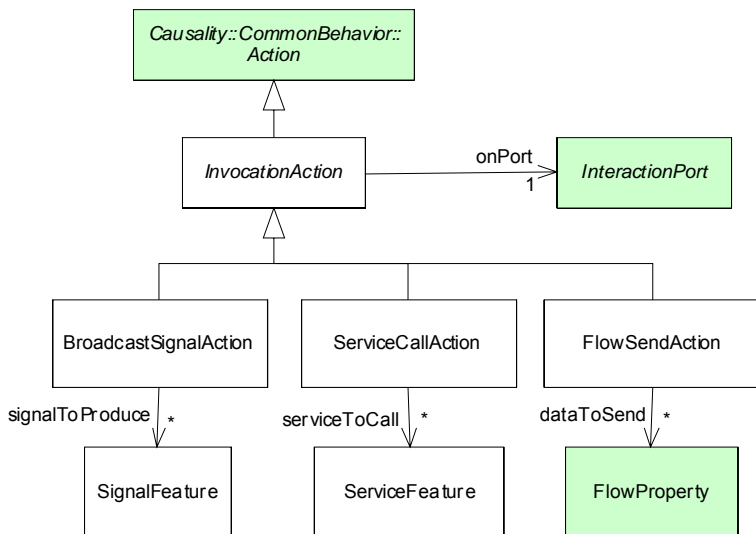 Causality::CommonBehavior::
Action
InvocationAction
onPort
1
InteractionPort
BroadcastSignalAction
ServiceCallAction
FlowSendAction
signalToProduce
*
serviceToCall
*
dataToSend
*
SignalFeature
ServiceFeature
FlowProperty